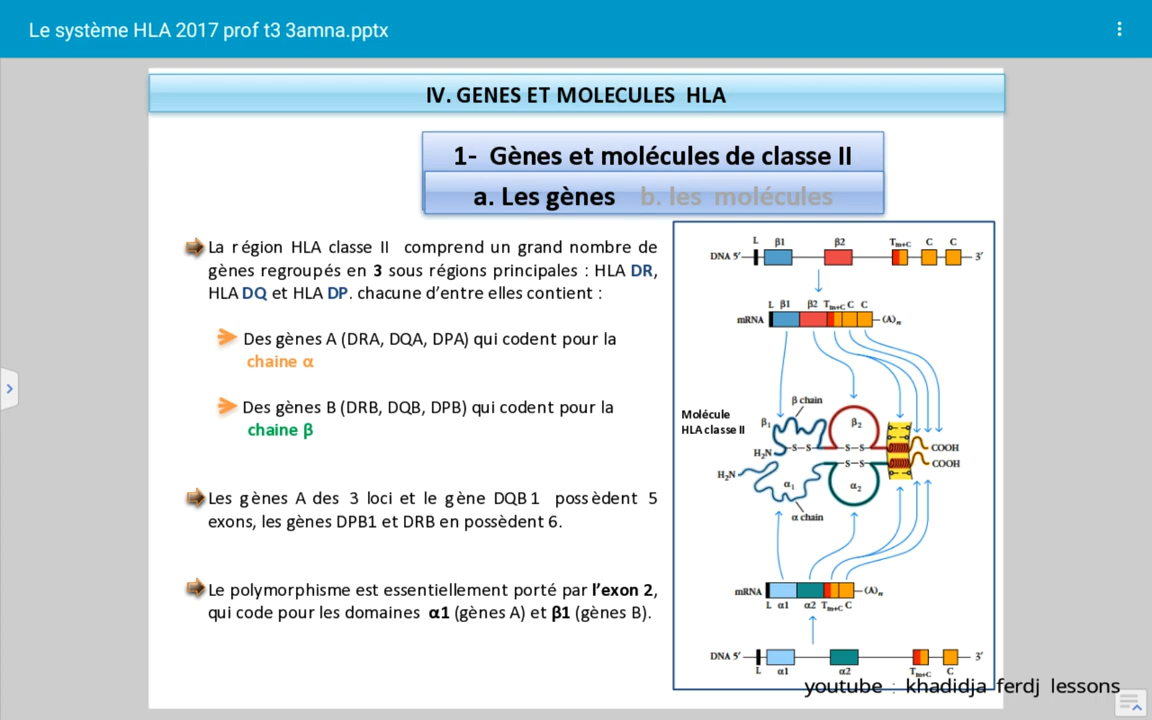 Le système HLA 2017 prof t3 3amna.pptx
IV. GENES ET MOLECULES HLA
1- Gènes et molécules de classe II
a. Les gènes b. les molécules
La région HLA classe II comprend un grand nombre de
gènes regroupés en 3 sous régions principales : HLA DR,
HLA DQ et HLA DP. chacune d'entre elles contient :
Des gènes A (DRA, DQA, DPA) qui codent pour la
chaine α
Des gènes B (DRB, DQB, DPB) qui codent pour la
chaine β
Les gènes A des 3 loci et le gène DQB1 possèdent 5
exons, les gènes DPB1 et DRB en possèdent 6.
Le polymorphisme est essentiellement porté par l'exon 2,
qui code pour les domaines α1 (gènes A) et β1 (gènes B).
L β1 β2 Tm+C C C
DNA 5′ 3′
L β1 β2 Tm+C C C
mRNA (A)n
β chain
Molécule
HLA classe II
β1 β2
S–S S–S
H2N COOH
S–S COOH
H2N
α1 α2
α chain
mRNA (A)n
L α1 α2 Tm+C C
DNA 5′ 3′
L α1 α2 Tm+C C
youtube : khadidja ferdj lessons